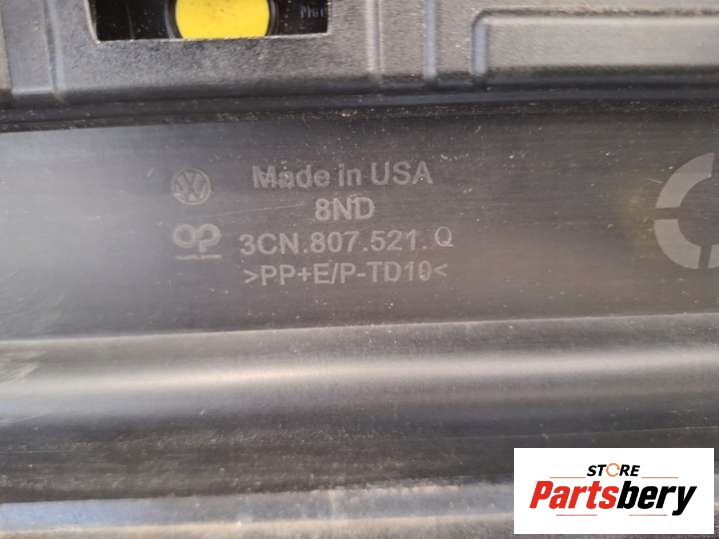 Made in USA
8ND
3CN.807.521.Q
>PP+E/P-TD10<
STORE
Partsbery